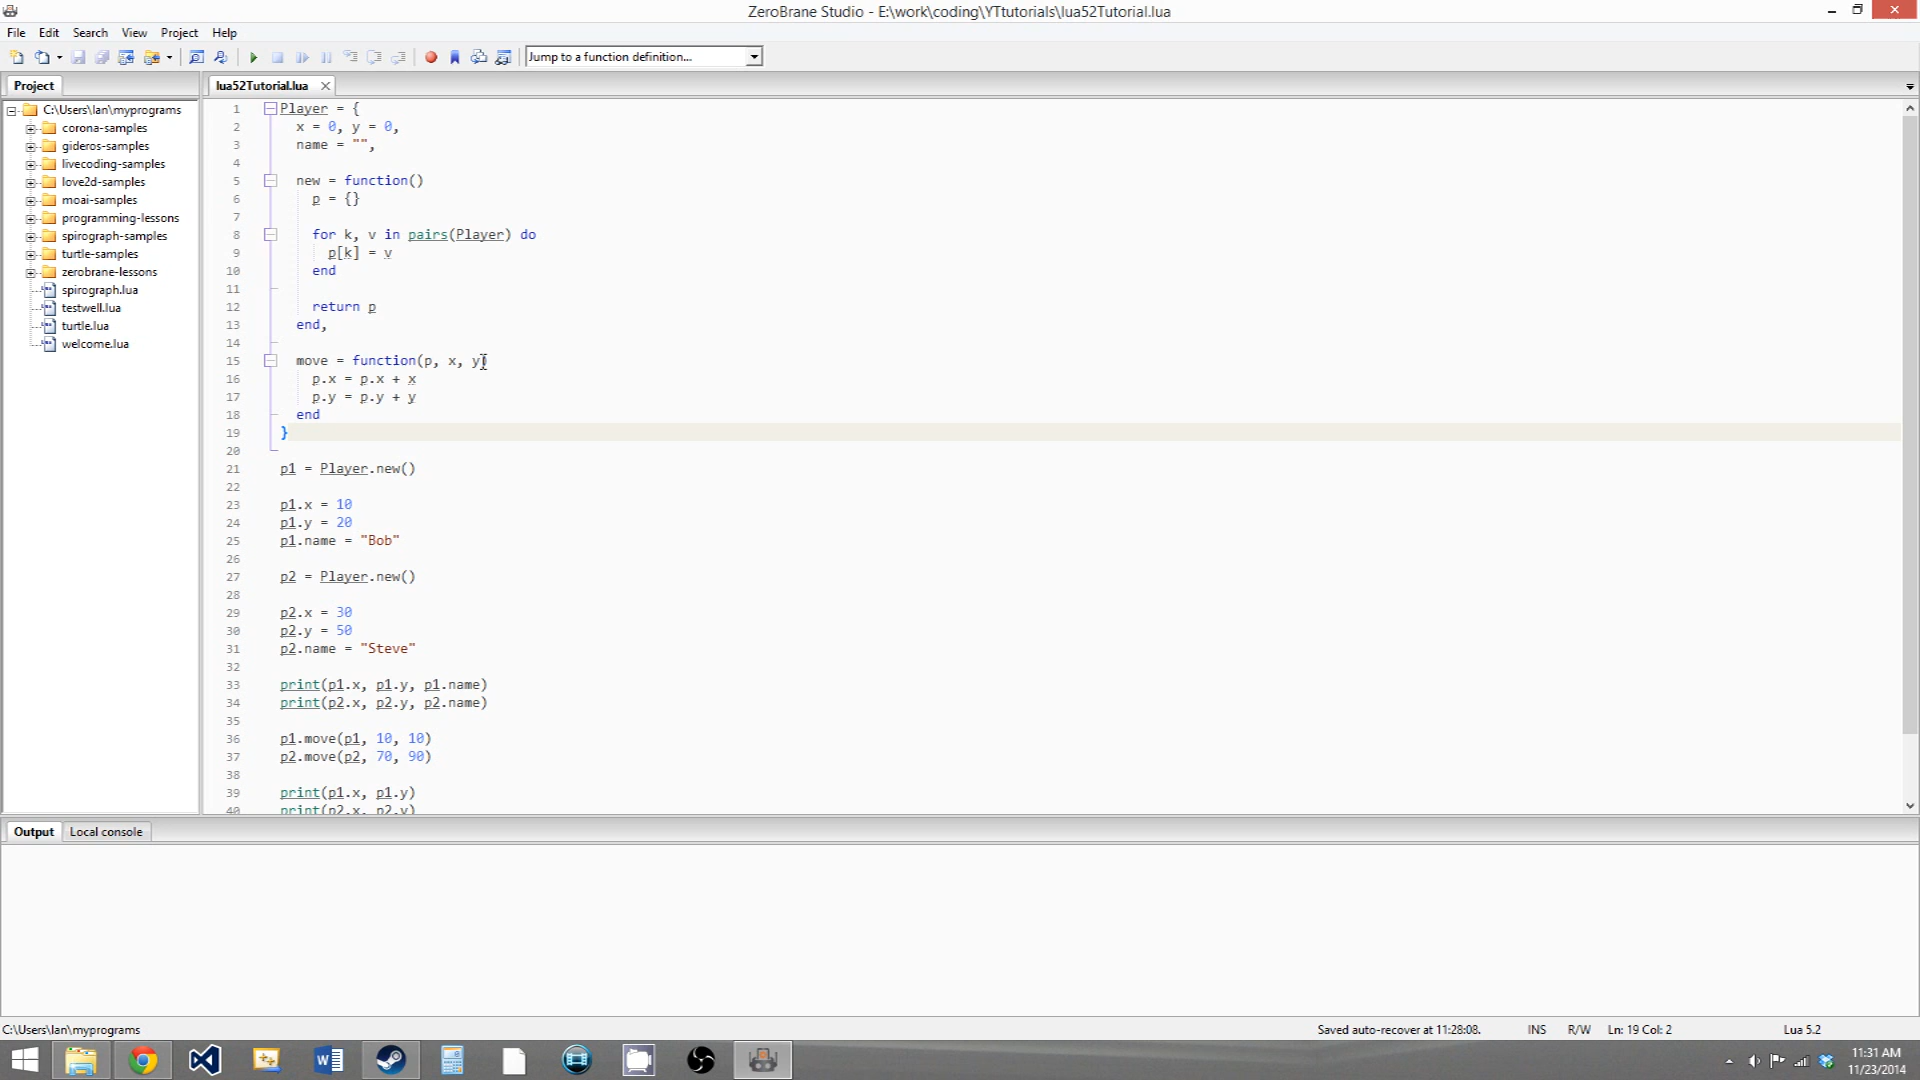 ZeroBrane Studio - E:\work\coding\YTtutorials\lua52Tutorial.lua
File Edit Search View Project Help
Jump to a function definition...
Project
lua52Tutorial.lua
C:\Users\Ian\myprograms
corona-samples
gideros-samples
livecoding-samples
love2d-samples
moai-samples
programming-lessons
spirograph-samples
turtle-samples
zerobrane-lessons
spirograph.lua
testwell.lua
turtle.lua
welcome.lua
1 Player = {
2 x = 0, y = 0,
3 name = "",
4
5 new = function()
6 p = {}
7
8 for k, v in pairs(Player) do
9 p[k] = v
10 end
11
12 return p
13 end,
14
15 move = function(p, x, y)
16 p.x = p.x + x
17 p.y = p.y + y
18 end
19 }
20
21 p1 = Player.new()
22
23 p1.x = 10
24 p1.y = 20
25 p1.name = "Bob"
26
27 p2 = Player.new()
28
29 p2.x = 30
30 p2.y = 50
31 p2.name = "Steve"
32
33 print(p1.x, p1.y, p1.name)
34 print(p2.x, p2.y, p2.name)
35
36 p1.move(p1, 10, 10)
37 p2.move(p2, 70, 90)
38
39 print(p1.x, p1.y)
40 print(p2.x, p2.y)
Output Local console
C:\Users\Ian\myprograms Saved auto-recover at 11:28:08. INS R/W Ln: 19 Col: 2 Lua 5.2
11:31 AM
11/23/2014